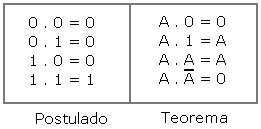 0 . 0 = 0
0 . 1 = 0
1 . 0 = 0
1 . 1 = 1
Postulado
A . 0 = 0
A . 1 = A
A . A = A
A . A̅ = 0
Teorema